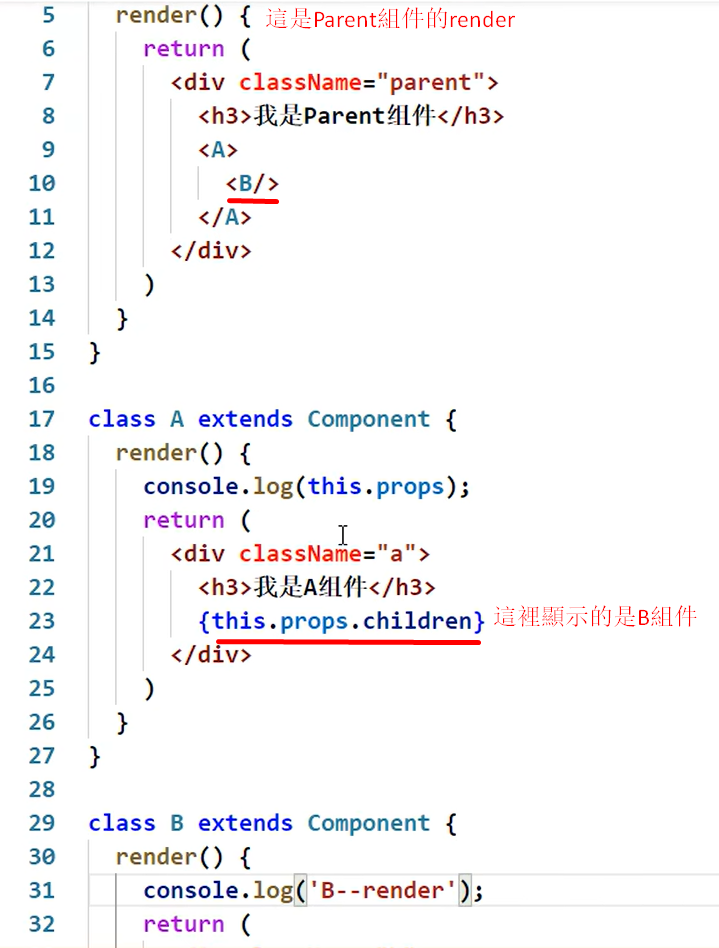 5 render() { 這是Parent組件的render
6 return (
7 <div className="parent">
8 <h3>我是Parent组件</h3>
9 <A>
10 <B/>
11 </A>
12 </div>
13 )
14 }
15 }
16
17 class A extends Component {
18 render() {
19 console.log(this.props);
20 return (
21 <div className="a">
22 <h3>我是A组件</h3>
23 {this.props.children} 這裡顯示的是B組件
24 </div>
25 )
26 }
27 }
28
29 class B extends Component {
30 render() {
31 console.log('B--render');
32 return (